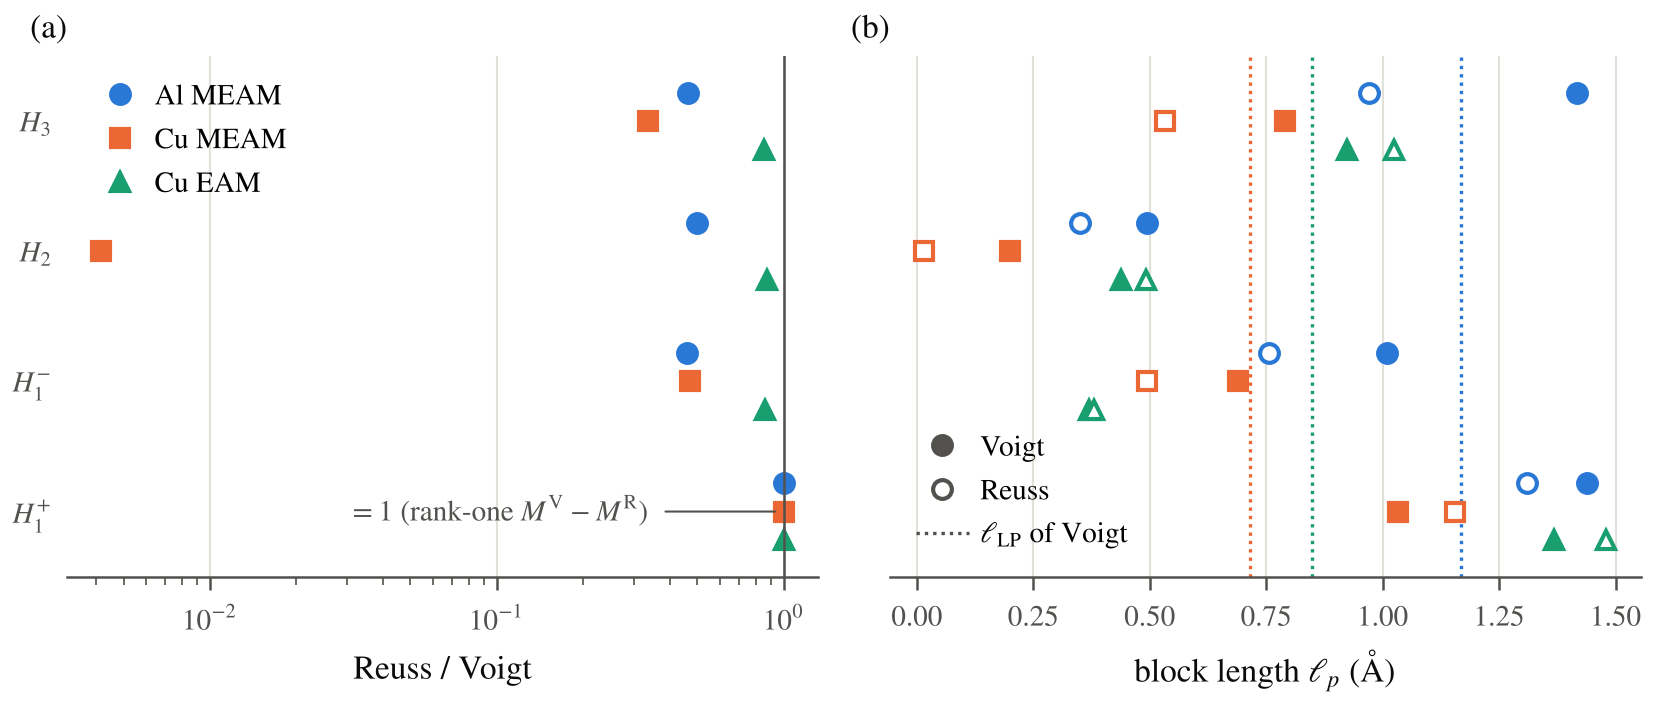 (a)
Al MEAM
Cu MEAM
Cu EAM
H₃
H₂
H₁⁻
H₁⁺
= 1 (rank-one Mⱽ − Mᴿ)
10⁻²
10⁻¹
10⁰
Reuss / Voigt
(b)
Voigt
Reuss
ℓ_LP of Voigt
0.00
0.25
0.50
0.75
1.00
1.25
1.50
block length ℓₚ (Å)